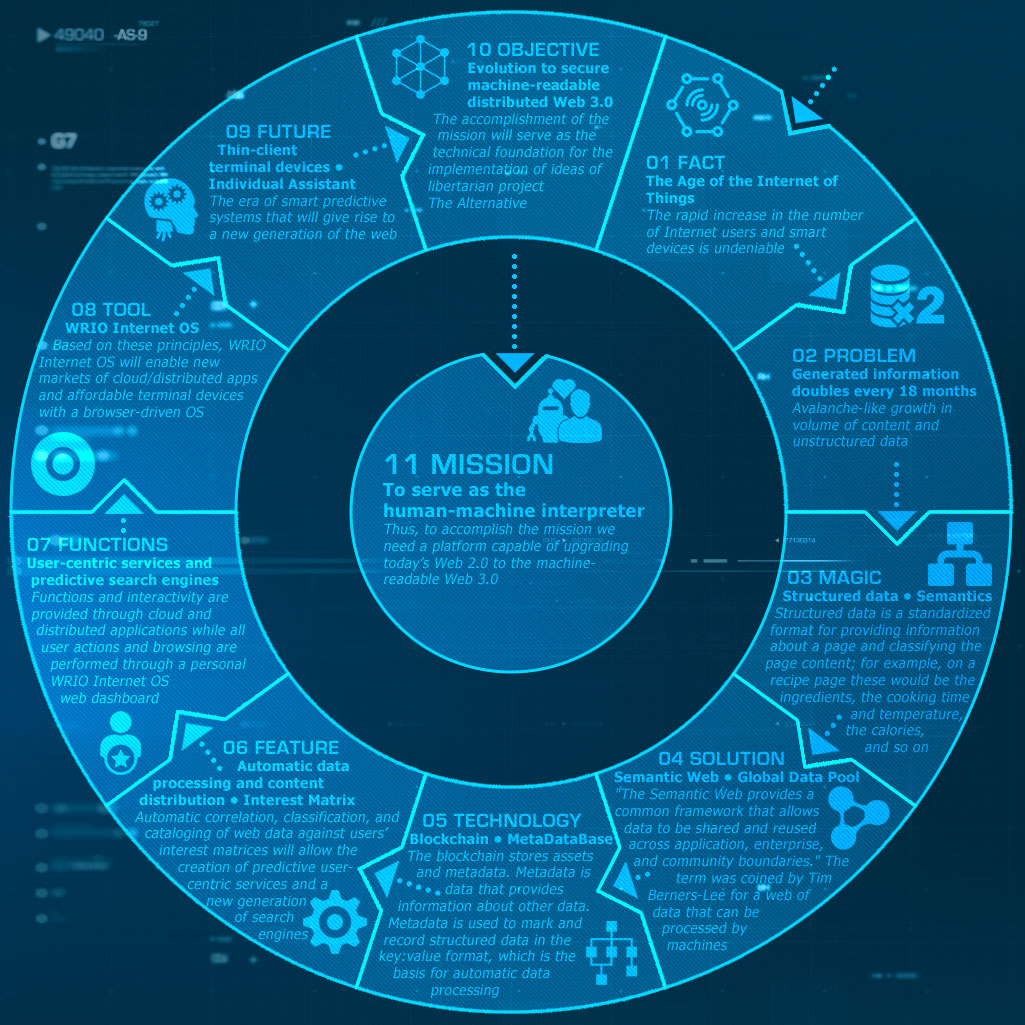 79027
49040 -AS-9
G7
10 OBJECTIVE
Evolution to secure
machine-readable
distributed Web 3.0
The accomplishment of the
mission will serve as the
technical foundation for the
implementation of ideas of
libertarian project
The Alternative
01 FACT
The Age of the Internet of
Things
The rapid increase in the number
of Internet users and smart
devices is undeniable
x2
02 PROBLEM
Generated information
doubles every 18 months
Avalanche-like growth in
volume of content and
unstructured data
03 MAGIC
Structured data • Semantics
Structured data is a standardized
format for providing information
about a page and classifying the
page content; for example, on a
recipe page these would be the
ingredients, the cooking time
and temperature,
the calories,
and so on
04 SOLUTION
Semantic Web • Global Data Pool
"The Semantic Web provides a
common framework that allows
data to be shared and reused
across application, enterprise,
and community boundaries." The
term was coined by Tim
Berners-Lee for a web of
data that can be
processed by
machines
05 TECHNOLOGY
Blockchain • MetaDataBase
The blockchain stores assets
and metadata. Metadata is
data that provides
information about other data.
Metadata is used to mark and
record structured data in the
key:value format, which is the
basis for automatic data
processing
06 FEATURE
Automatic data
processing and content
distribution • Interest Matrix
Automatic correlation, classification, and
cataloging of web data against users'
interest matrices will allow the
creation of predictive user-
centric services and a
new generation
of search
engines
07 FUNCTIONS
User-centric services and
predictive search engines
Functions and interactivity are
provided through cloud and
distributed applications while all
user actions and browsing are
performed through a personal
WRIO Internet OS
web dashboard
08 TOOL
WRIO Internet OS
Based on these principles, WRIO
Internet OS will enable new
markets of cloud/distributed apps
and affordable terminal devices
with a browser-driven OS
09 FUTURE
Thin-client
terminal devices •
Individual Assistant
The era of smart predictive
systems that will give rise to
a new generation of the web
11 MISSION
To serve as the
human-machine interpreter
Thus, to accomplish the mission we
need a platform capable of upgrading
today's Web 2.0 to the machine-
readable Web 3.0
77130314